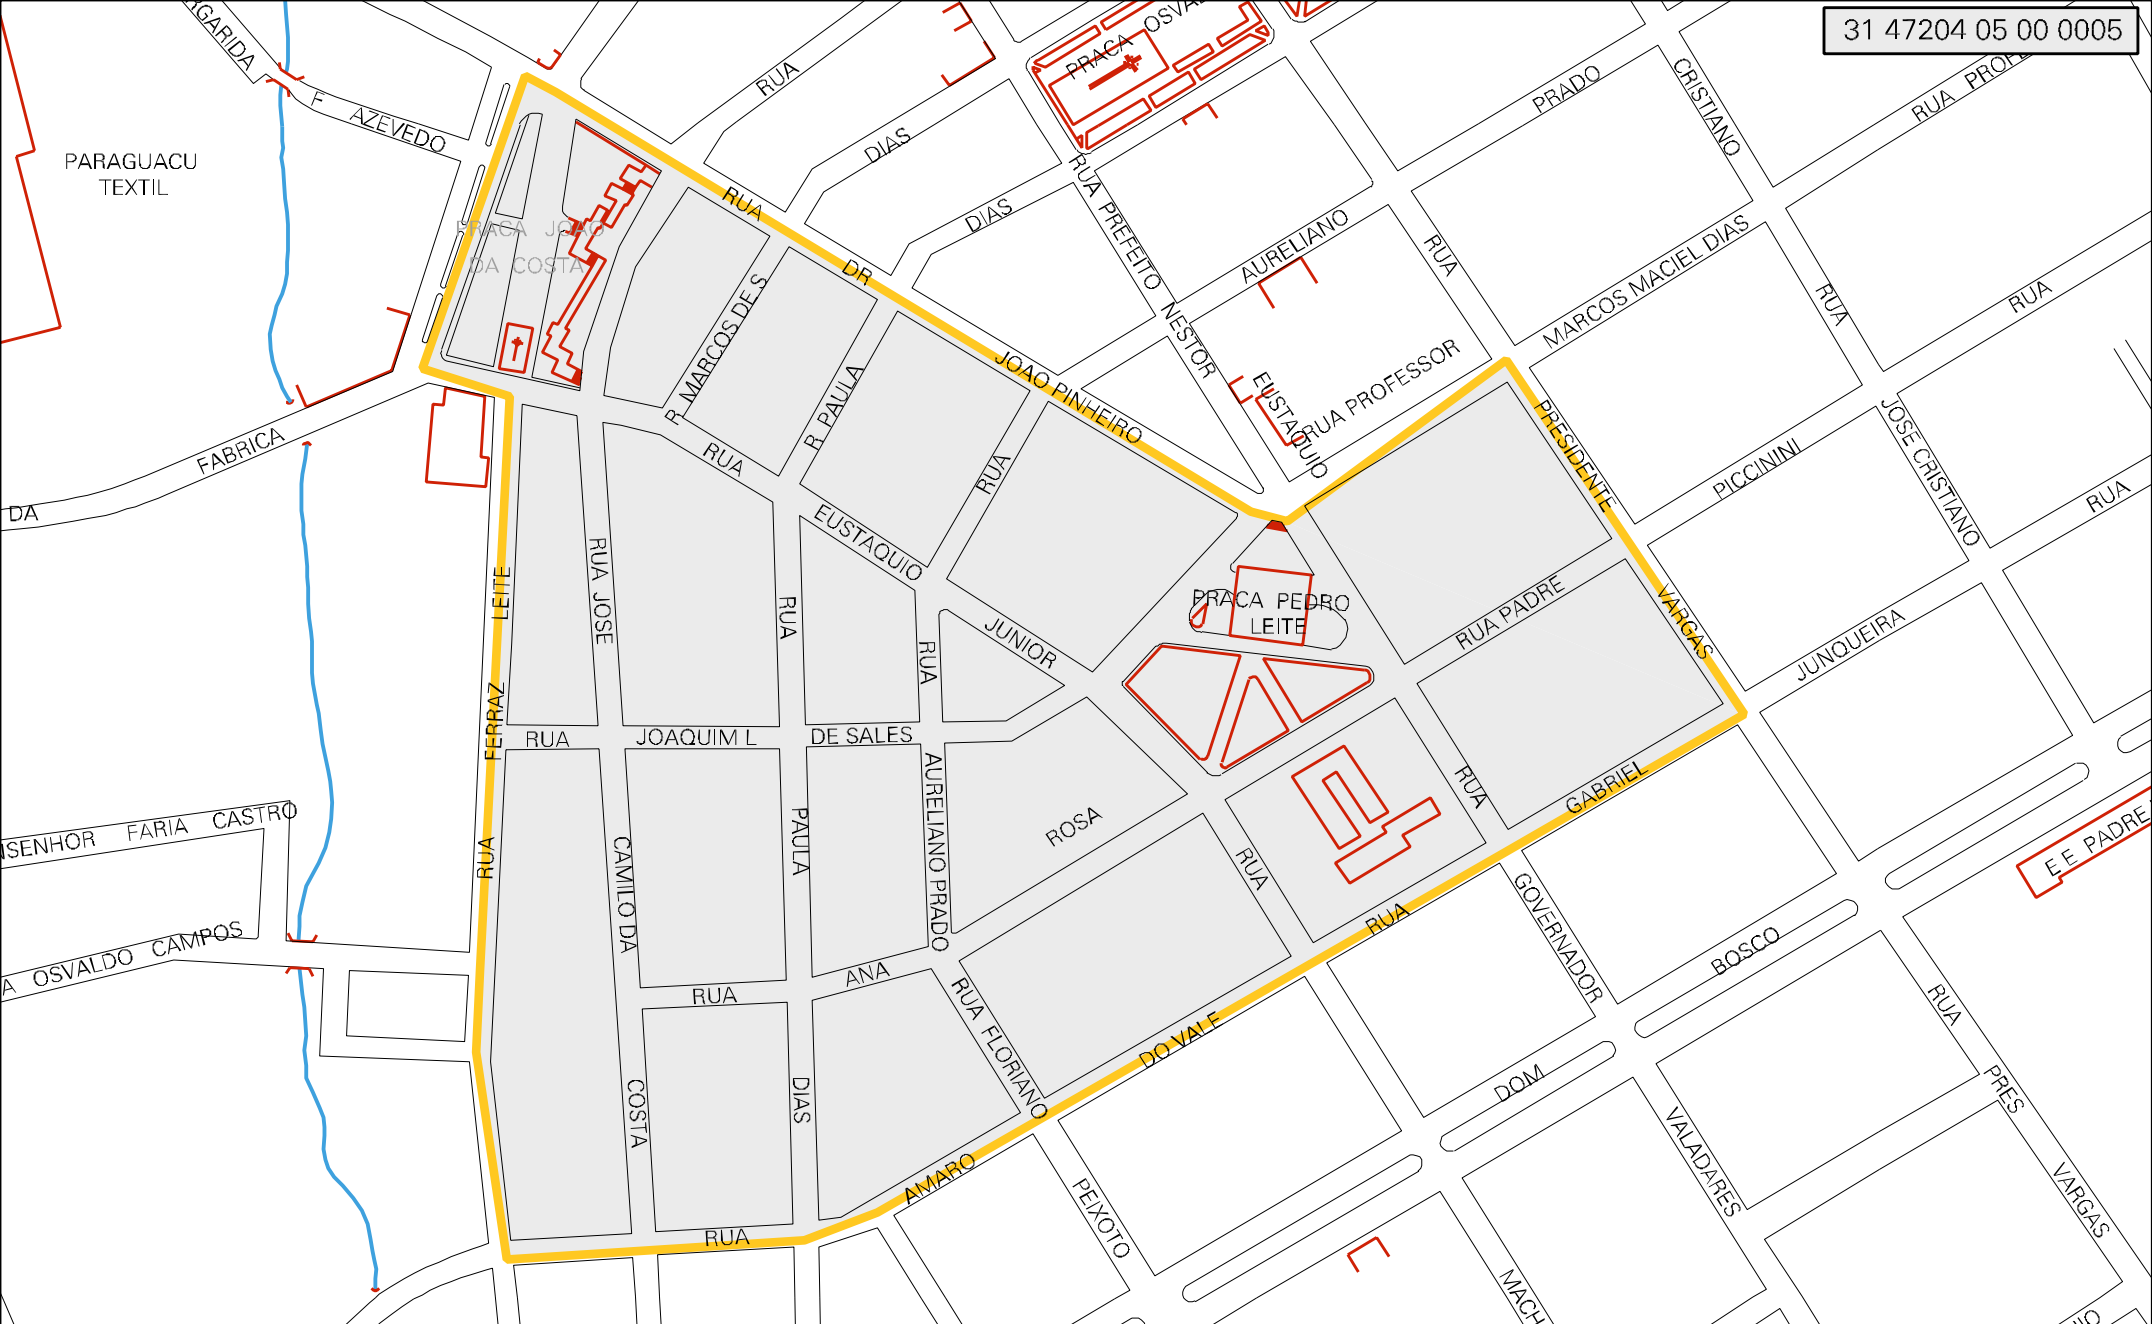 31 47204 05 00 0005
RGARIDA
F AZEVEDO
PARAGUACU
TEXTIL
PRACA JOAO
DA COSTA
RUA
DIAS
DIAS
PRACA OSVAL
PRADO
CRISTIANO
RUA PROFE
RUA PREFEITO NESTOR
EUSTAQUIO
AURELIANO
RUA
MARCOS MACIEL DIAS
RUA
RUA
RUA PROFESSOR
RUA DR JOAO PINHEIRO
R MARCOS DE S
R PAULA
RUA
RUA EUSTAQUIO JUNIOR
FABRICA
DA
PRESIDENTE VARGAS
PICCININI
JOSE CRISTIANO
RUA
RUA FERRAZ LEITE
RUA JOSE
CAMILO DA
COSTA
RUA
PAULA
DIAS
RUA
AURELIANO PRADO
PRACA PEDRO
LEITE
RUA PADRE
JUNQUEIRA
RUA JOAQUIM L DE SALES
ROSA
RUA
RUA
GABRIEL
E E PADRE
NSENHOR FARIA CASTRO
A OSVALDO CAMPOS
RUA ANA
RUA FLORIANO
PEIXOTO
RUA
DO VALE
AMARO
RUA
GOVERNADOR
VALADARES
BOSCO
DOM
RUA
PRES
VARGAS
MACH